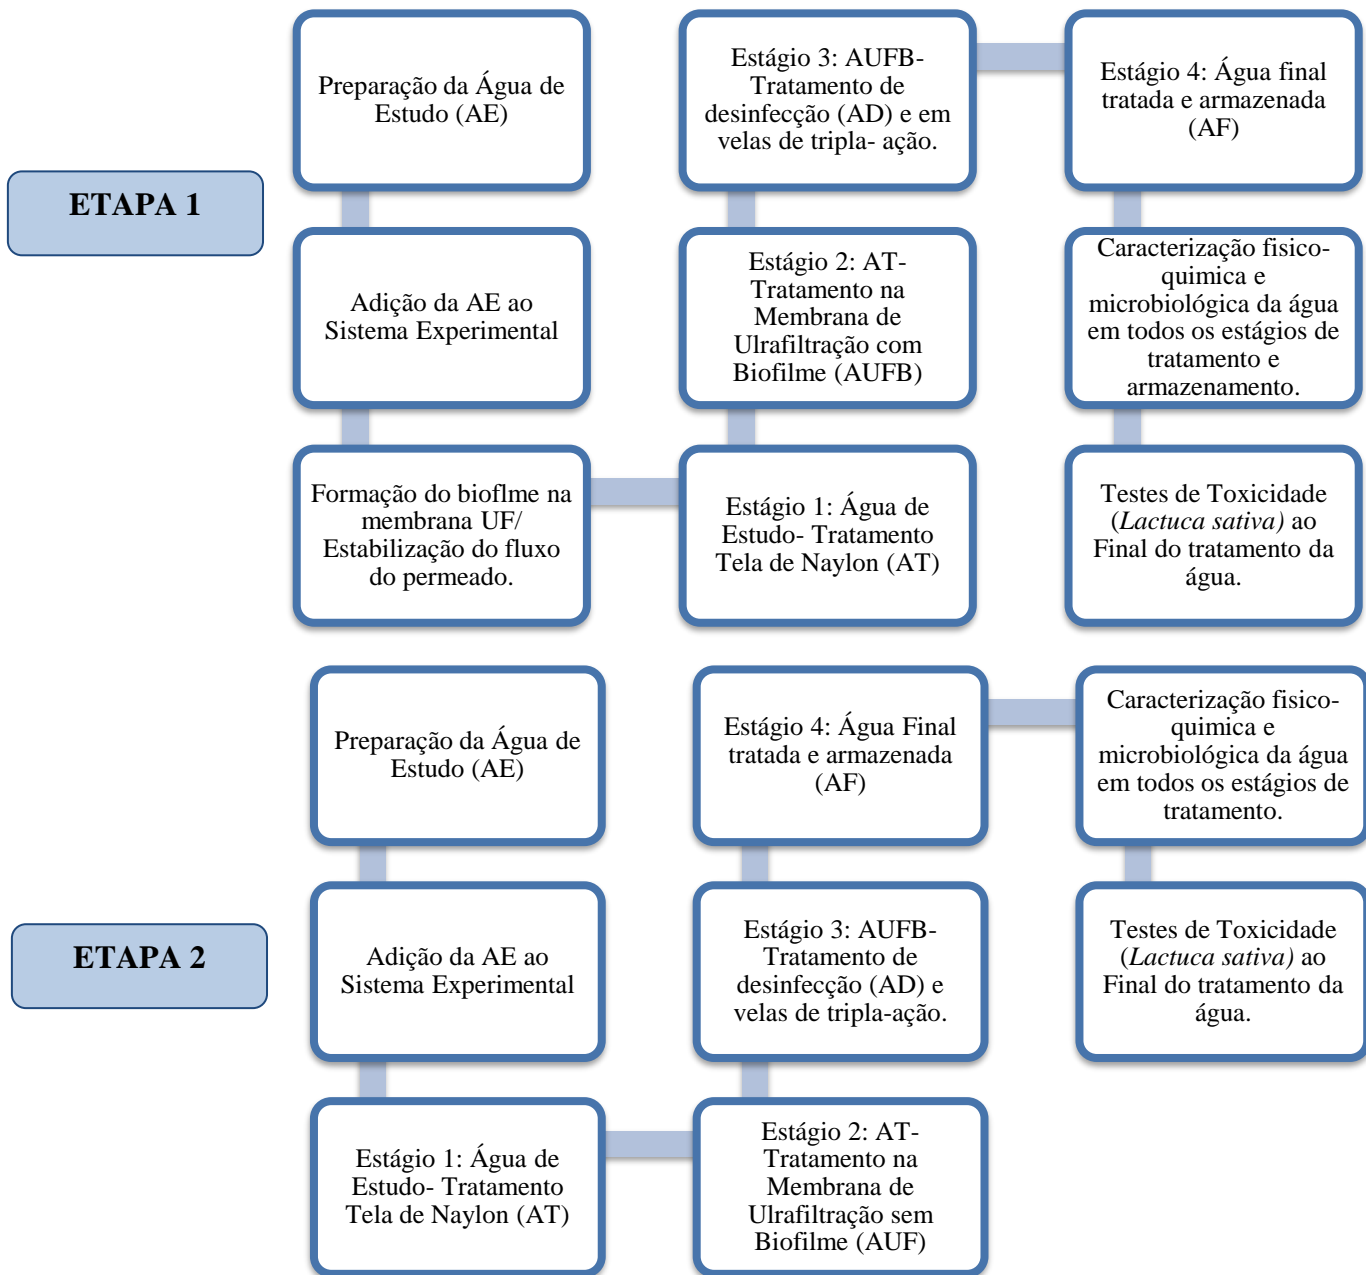 ETAPA 1
Preparação da Água de
Estudo (AE)
Adição da AE ao
Sistema Experimental
Formação do bioflme na
membrana UF/
Estabilização do fluxo
do permeado.
Estágio 1: Água de
Estudo- Tratamento
Tela de Naylon (AT)
Estágio 2: AT-
Tratamento na
Membrana de
Ulrafiltração com
Biofilme (AUFB)
Estágio 3: AUFB-
Tratamento de
desinfecção (AD) e em
velas de tripla- ação.
Estágio 4: Água final
tratada e armazenada
(AF)
Caracterização fisico-
quimica e
microbiológica da água
em todos os estágios de
tratamento e
armazenamento.
Testes de Toxicidade
(Lactuca sativa) ao
Final do tratamento da
água.
ETAPA 2
Preparação da Água de
Estudo (AE)
Adição da AE ao
Sistema Experimental
Estágio 1: Água de
Estudo- Tratamento
Tela de Naylon (AT)
Estágio 2: AT-
Tratamento na
Membrana de
Ulrafiltração sem
Biofilme (AUF)
Estágio 3: AUFB-
Tratamento de
desinfecção (AD) e
velas de tripla-ação.
Estágio 4: Água Final
tratada e armazenada
(AF)
Caracterização fisico-
quimica e
microbiológica da água
em todos os estágios de
tratamento.
Testes de Toxicidade
(Lactuca sativa) ao
Final do tratamento da
água.